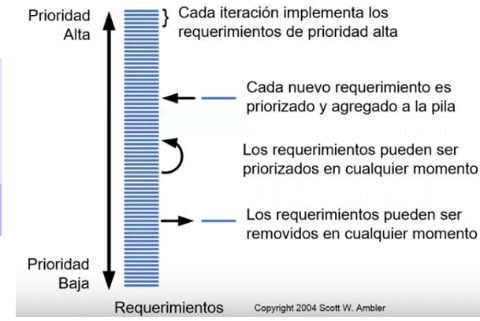 Prioridad
Alta
Cada iteración implementa los
requerimientos de prioridad alta
Cada nuevo requerimiento es
priorizado y agregado a la pila
Los requerimientos pueden ser
priorizados en cualquier momento
Los requerimientos pueden ser
removidos en cualquier momento
Prioridad
Baja
Requerimientos
Copyright 2004 Scott W. Ambler